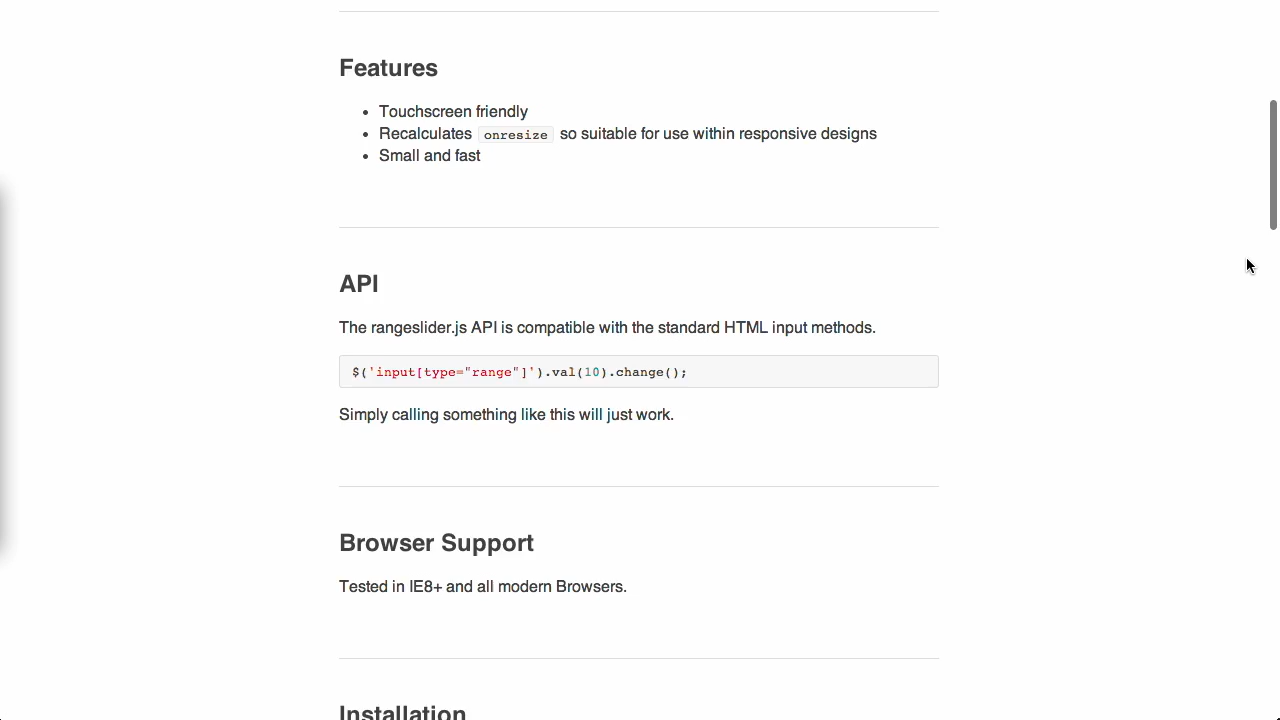 Features
• Touchscreen friendly
• Recalculates onresize so suitable for use within responsive designs
• Small and fast
API
The rangeslider.js API is compatible with the standard HTML input methods.
$('input[type="range"]').val(10).change();
Simply calling something like this will just work.
Browser Support
Tested in IE8+ and all modern Browsers.
Installation